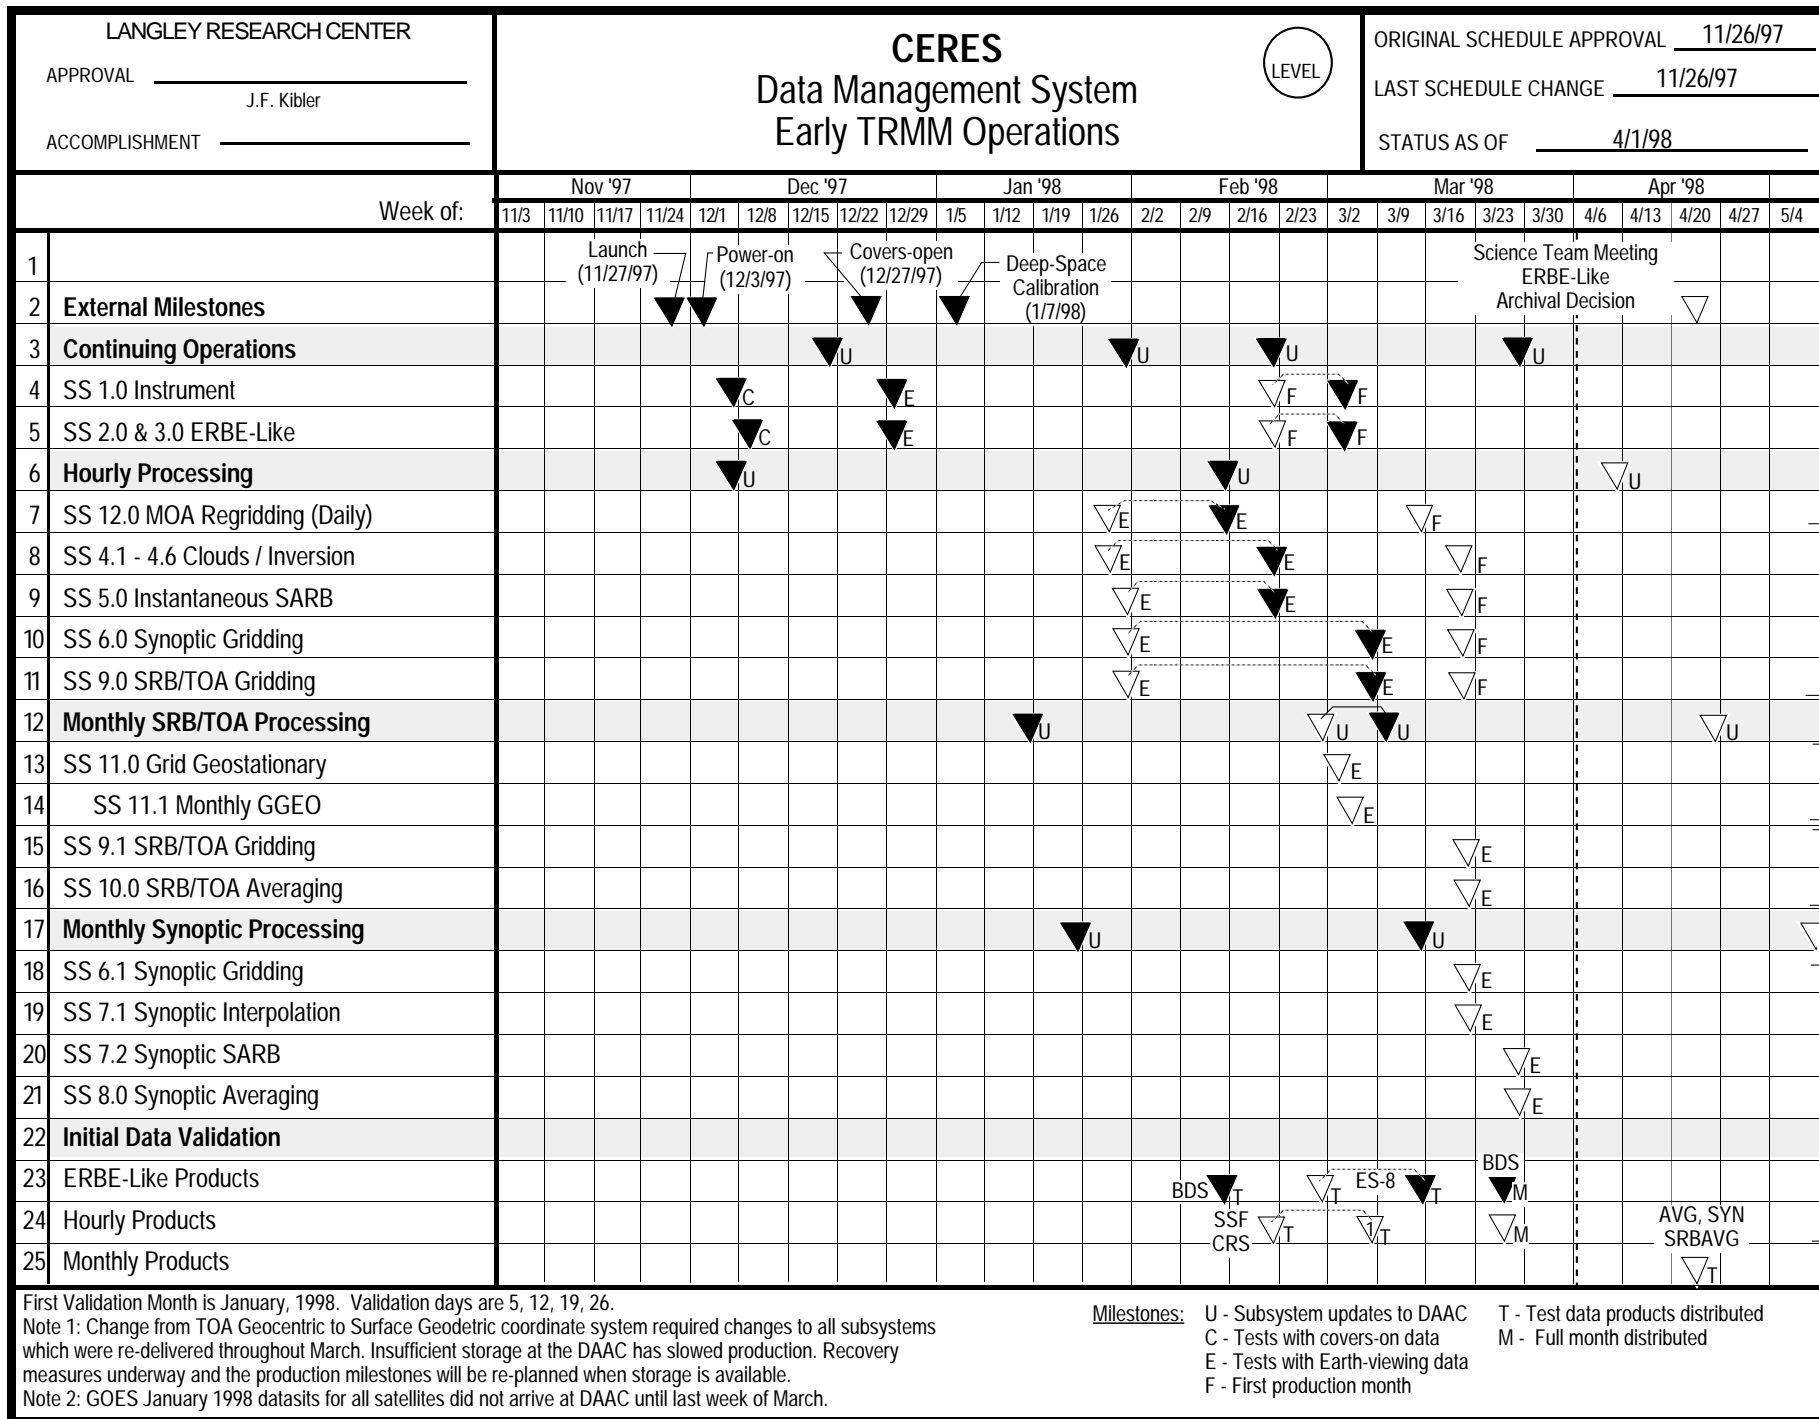 LANGLEY RESEARCH CENTER
APPROVAL
J.F. Kibler
ACCOMPLISHMENT
CERES
Data Management System
Early TRMM Operations
LEVEL
ORIGINAL SCHEDULE APPROVAL 11/26/97
LAST SCHEDULE CHANGE 11/26/97
STATUS AS OF 4/1/98
Nov '97 Dec '97 Jan '98 Feb '98 Mar '98 Apr '98
Week of: 11/3 11/10 11/17 11/24 12/1 12/8 12/15 12/22 12/29 1/5 1/12 1/19 1/26 2/2 2/9 2/16 2/23 3/2 3/9 3/16 3/23 3/30 4/6 4/13 4/20 4/27 5/4
1
Launch
(11/27/97)
Power-on
(12/3/97)
Covers-open
(12/27/97)
Deep-Space
Calibration
(1/7/98)
Science Team Meeting
ERBE-Like
Archival Decision
2 External Milestones
3 Continuing Operations U U U U
4 SS 1.0 Instrument C E F F
5 SS 2.0 & 3.0 ERBE-Like C E F F
6 Hourly Processing U U U
7 SS 12.0 MOA Regridding (Daily) E E F
8 SS 4.1 - 4.6 Clouds / Inversion E E F
9 SS 5.0 Instantaneous SARB E E F
10 SS 6.0 Synoptic Gridding E E F
11 SS 9.0 SRB/TOA Gridding E E F
12 Monthly SRB/TOA Processing U U U U
13 SS 11.0 Grid Geostationary E
14 SS 11.1 Monthly GGEO E
15 SS 9.1 SRB/TOA Gridding E
16 SS 10.0 SRB/TOA Averaging E
17 Monthly Synoptic Processing U U
18 SS 6.1 Synoptic Gridding E
19 SS 7.1 Synoptic Interpolation E
20 SS 7.2 Synoptic SARB E
21 SS 8.0 Synoptic Averaging E
22 Initial Data Validation
BDS
23 ERBE-Like Products BDS T T ES-8 T M
24 Hourly Products SSF T 1 T M AVG, SYN
CRS SRBAVG
25 Monthly Products T
First Validation Month is January, 1998. Validation days are 5, 12, 19, 26.
Note 1: Change from TOA Geocentric to Surface Geodetric coordinate system required changes to all subsystems
which were re-delivered throughout March. Insufficient storage at the DAAC has slowed production. Recovery
measures underway and the production milestones will be re-planned when storage is available.
Note 2: GOES January 1998 datasits for all satellites did not arrive at DAAC until last week of March.
Milestones: U - Subsystem updates to DAAC T - Test data products distributed
C - Tests with covers-on data M - Full month distributed
E - Tests with Earth-viewing data
F - First production month